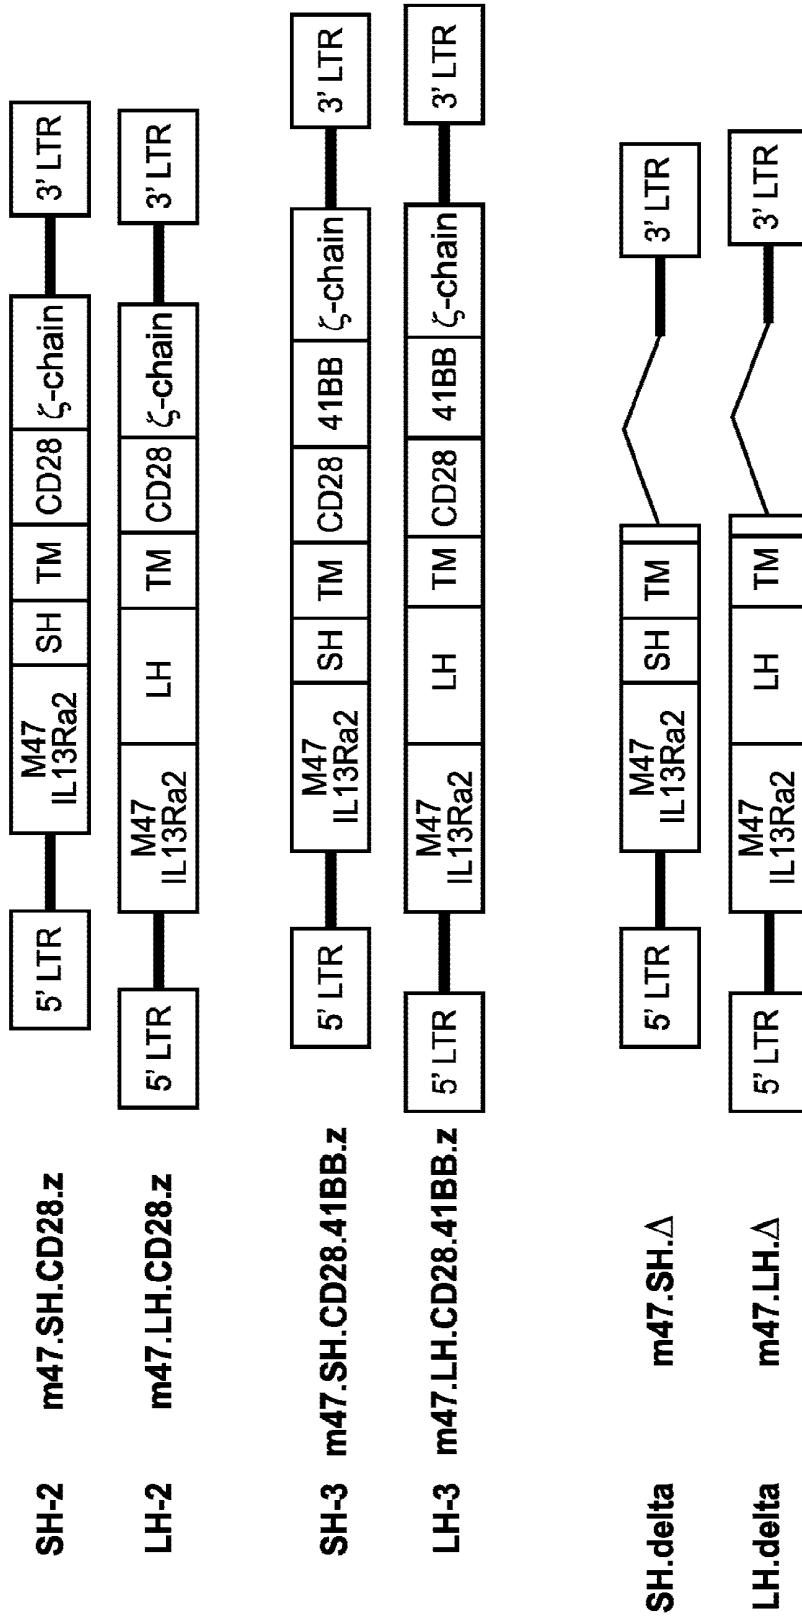 SH-2 m47.SH.CD28.z 5' LTR M47 IL13Ra2 SH TM CD28 ζ-chain 3' LTR
LH-2 m47.LH.CD28.z 5' LTR M47 IL13Ra2 LH TM CD28 ζ-chain 3' LTR
SH-3 m47.SH.CD28.41BB.z 5' LTR M47 IL13Ra2 SH TM CD28 41BB ζ-chain 3' LTR
LH-3 m47.LH.CD28.41BB.z 5' LTR M47 IL13Ra2 LH TM CD28 41BB ζ-chain 3' LTR
SH.delta m47.SH.Δ 5' LTR M47 IL13Ra2 SH TM 3' LTR
LH.delta m47.LH.Δ 5' LTR M47 IL13Ra2 LH TM 3' LTR